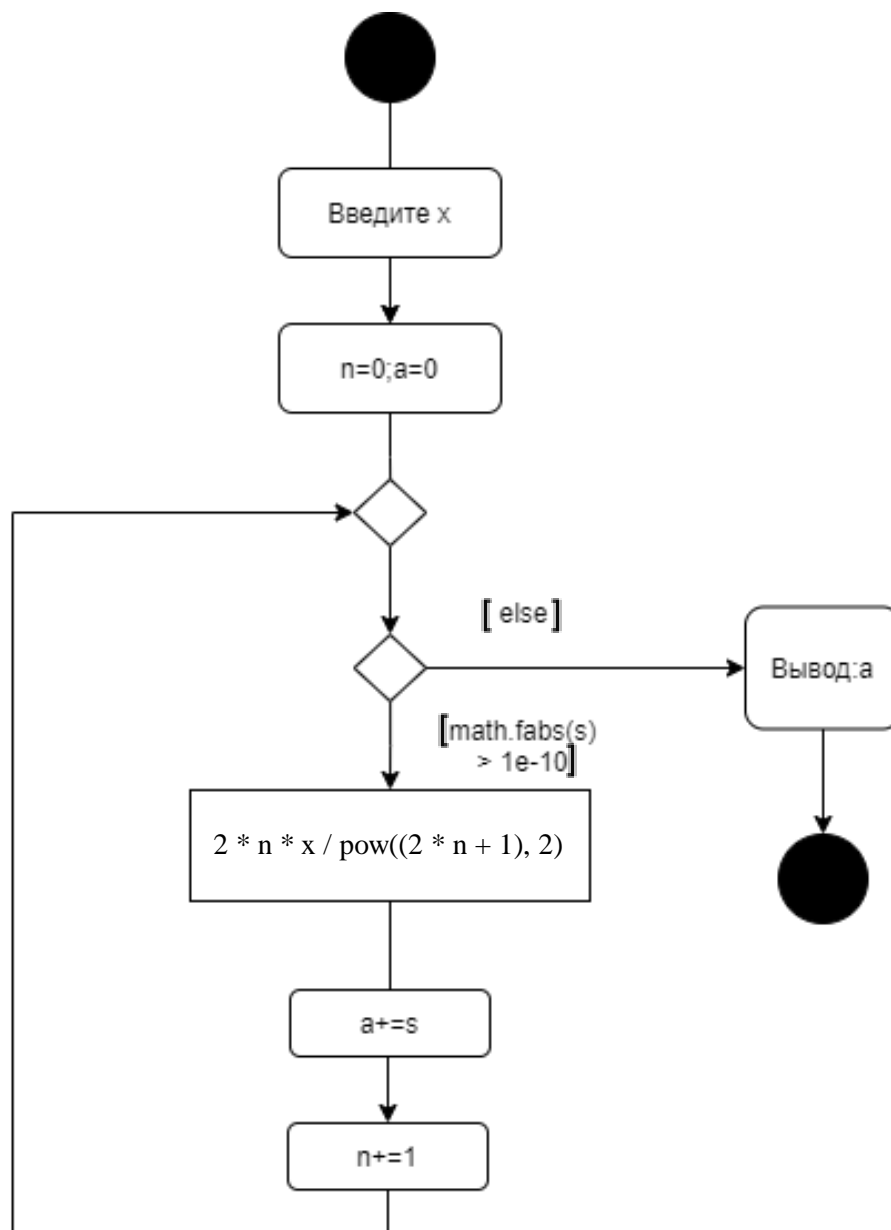 Введите x
n=0;a=0
[ else ]
Вывод:a
[math.fabs(s)
> 1e-10]
2 * n * x / pow((2 * n + 1), 2)
a+=s
n+=1